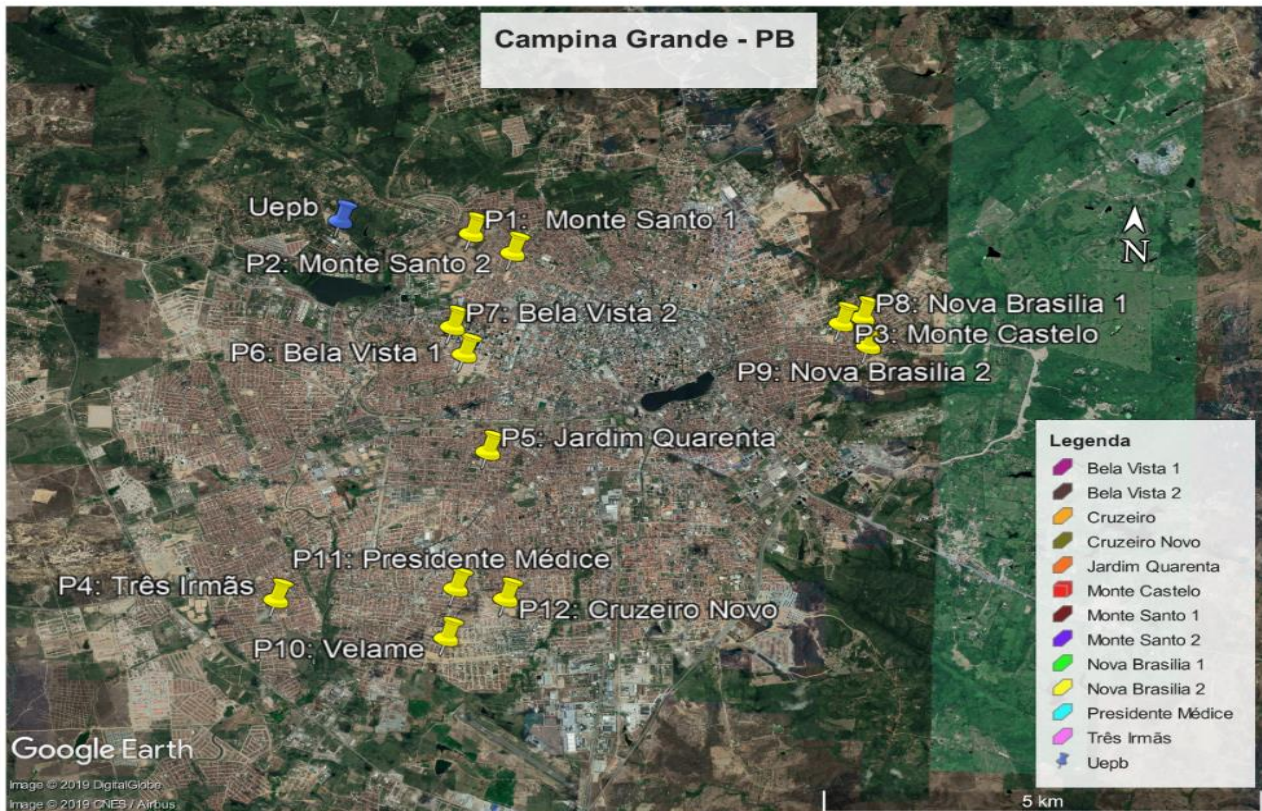 Campina Grande - PB
Uepb
P1: Monte Santo 1
P2: Monte Santo 2
P7: Bela Vista 2
P8: Nova Brasilia 1
P3: Monte Castelo
P6: Bela Vista 1
P9: Nova Brasilia 2
N
P5: Jardim Quarenta
P11: Presidente Médice
P4: Três Irmãs
P12: Cruzeiro Novo
P10: Velame
Legenda
Bela Vista 1
Bela Vista 2
Cruzeiro
Cruzeiro Novo
Jardim Quarenta
Monte Castelo
Monte Santo 1
Monte Santo 2
Nova Brasilia 1
Nova Brasilia 2
Presidente Médice
Três Irmãs
Uepb
Google Earth
Image © 2019 DigitalGlobe
Image © 2019 CNES / Airbus
5 km